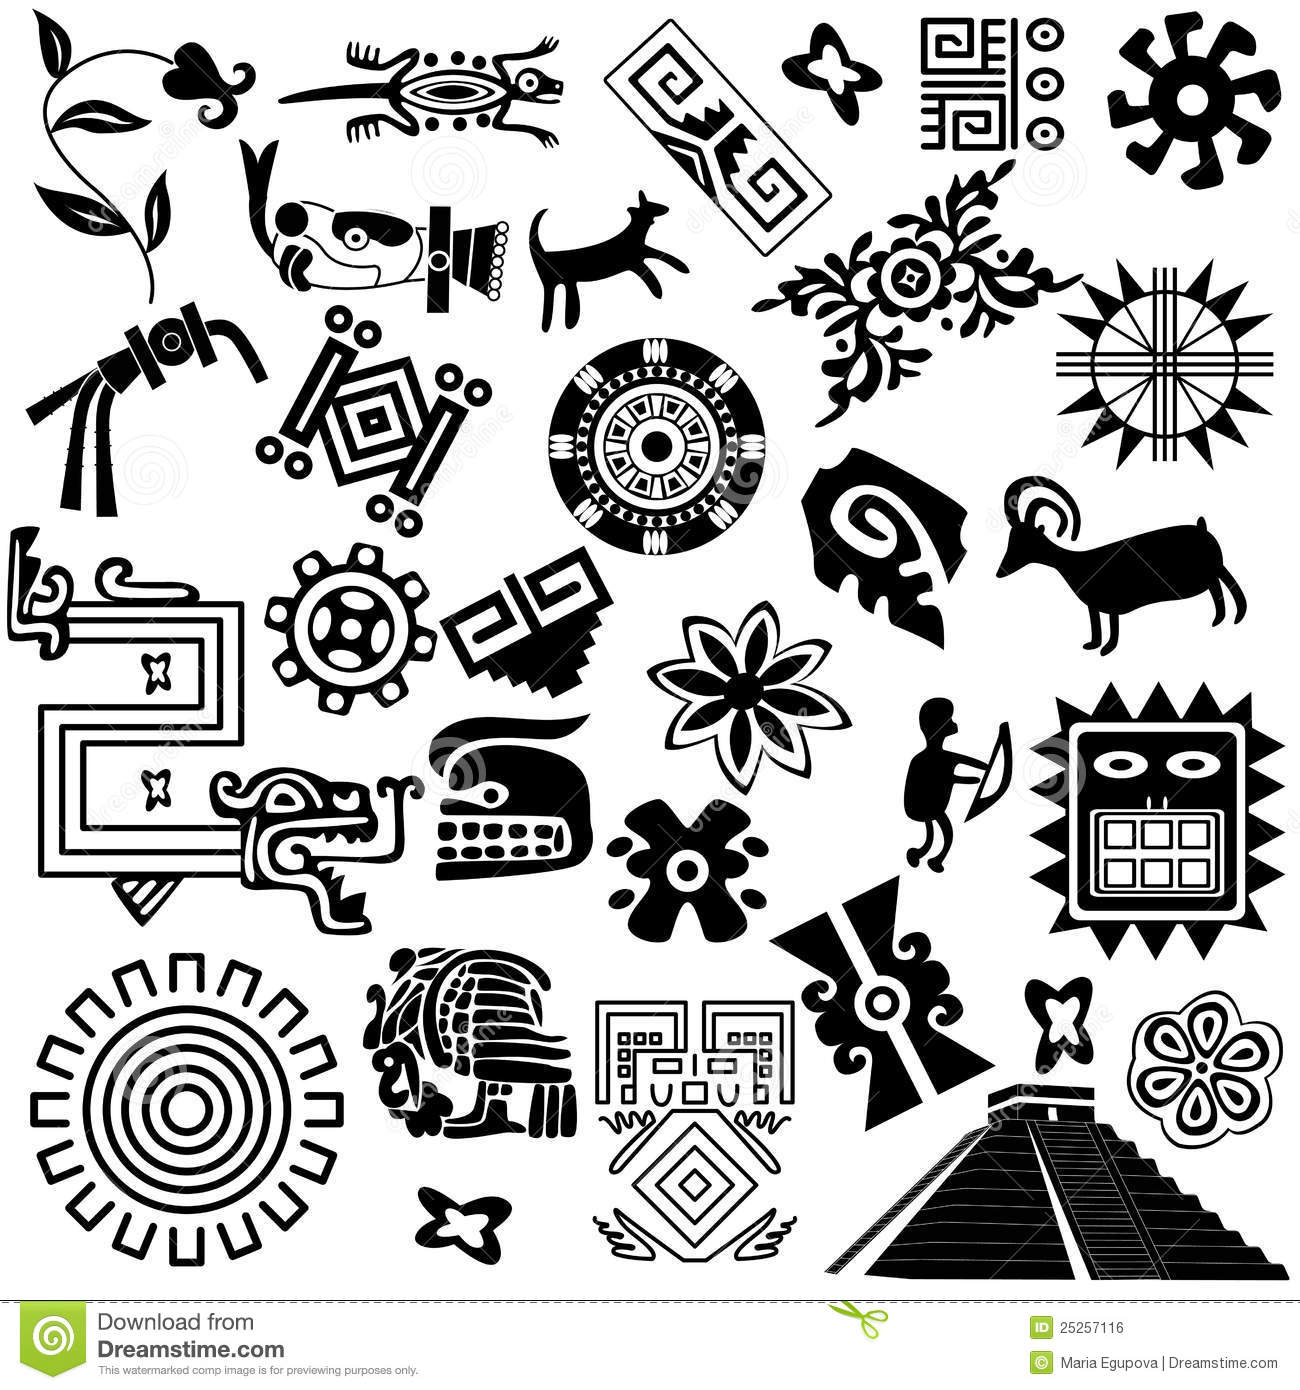 Download from
Dreamstime.com
This watermarked comp image is for previewing purposes only.
ID 25257116
© Maria Egupova | Dreamstime.com